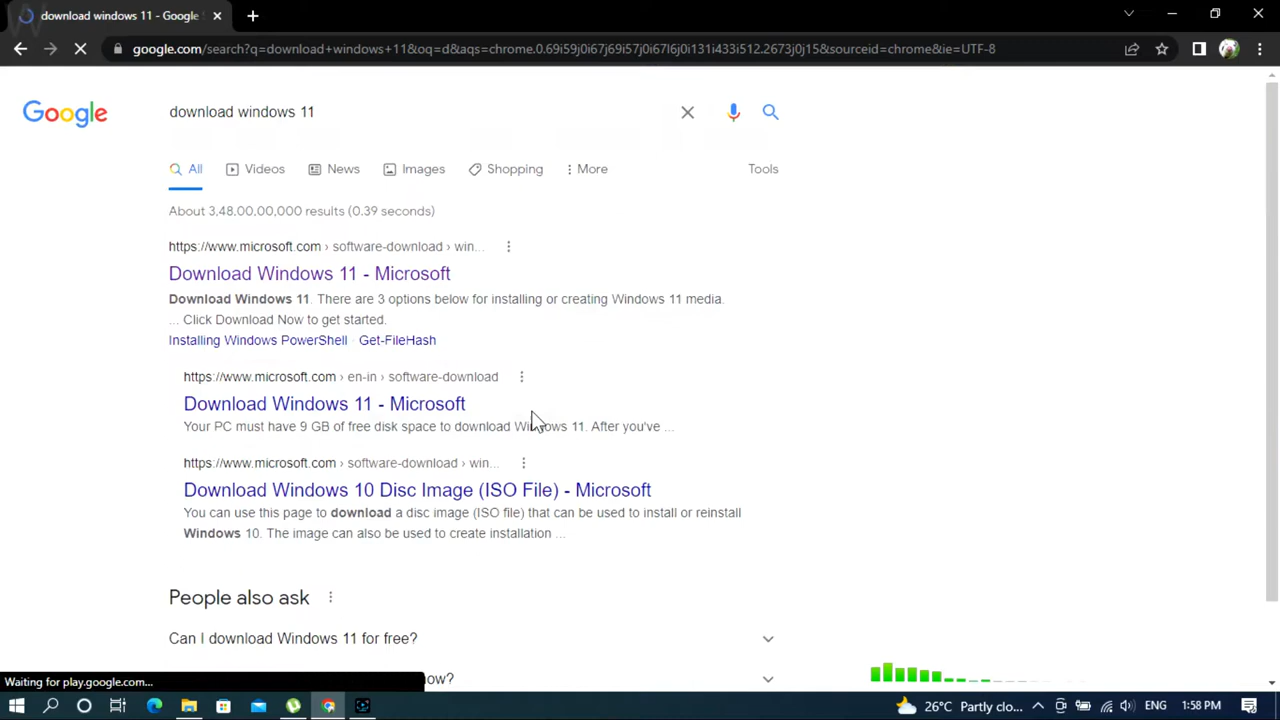 download windows 11 - Google S
google.com/search?q=download+windows+11&oq=d&aqs=chrome.0.69i59j0i67j69i57j0i67l6j0i131i433i512.2673j0j15&sourceid=chrome&ie=UTF-8
Google
download windows 11
All
Videos
News
Images
Shopping
More
Tools
About 3,48,00,00,000 results (0.39 seconds)
https://www.microsoft.com › software-download › win...
Download Windows 11 - Microsoft
Download Windows 11. There are 3 options below for installing or creating Windows 11 media.
... Click Download Now to get started.
Installing Windows PowerShell · Get-FileHash
https://www.microsoft.com › en-in › software-download
Download Windows 11 - Microsoft
Your PC must have 9 GB of free disk space to download Windows 11. After you've ...
https://www.microsoft.com › software-download › win...
Download Windows 10 Disc Image (ISO File) - Microsoft
You can use this page to download a disc image (ISO file) that can be used to install or reinstall
Windows 10. The image can also be used to create installation ...
People also ask
Can I download Windows 11 for free?
now?
Waiting for play.google.com...
26°C Partly clo...
ENG
1:58 PM